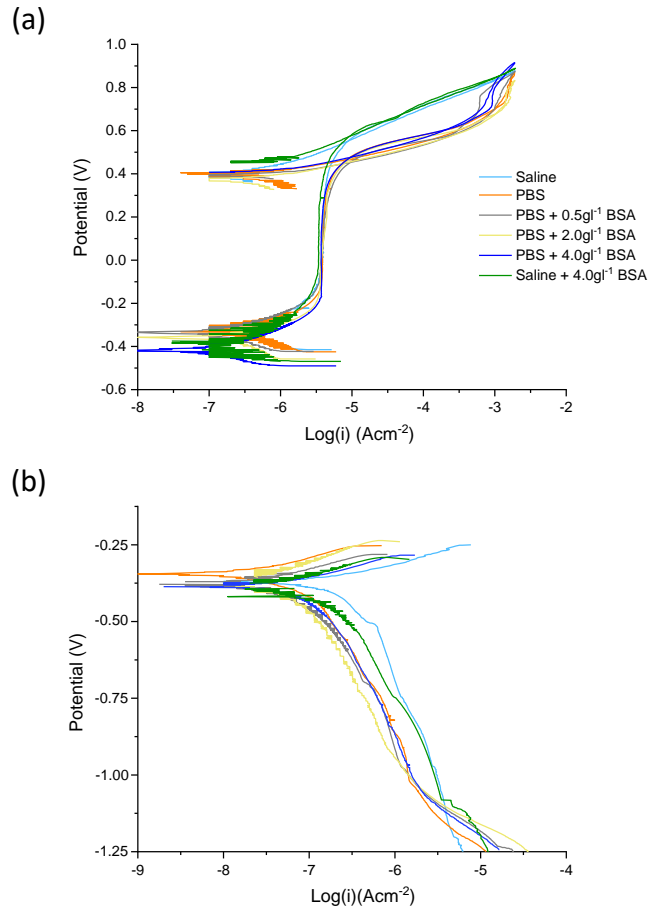 (a)
1.0
0.8
0.6
0.4
0.2
0.0
-0.2
-0.4
-0.6
Potential (V)
-8 -7 -6 -5 -4 -3 -2
Log(i) (Acm⁻²)
Saline
PBS
PBS + 0.5gl⁻¹ BSA
PBS + 2.0gl⁻¹ BSA
PBS + 4.0gl⁻¹ BSA
Saline + 4.0gl⁻¹ BSA
(b)
-0.25
-0.50
-0.75
-1.00
-1.25
Potential (V)
-9 -8 -7 -6 -5 -4
Log(i)(Acm⁻²)